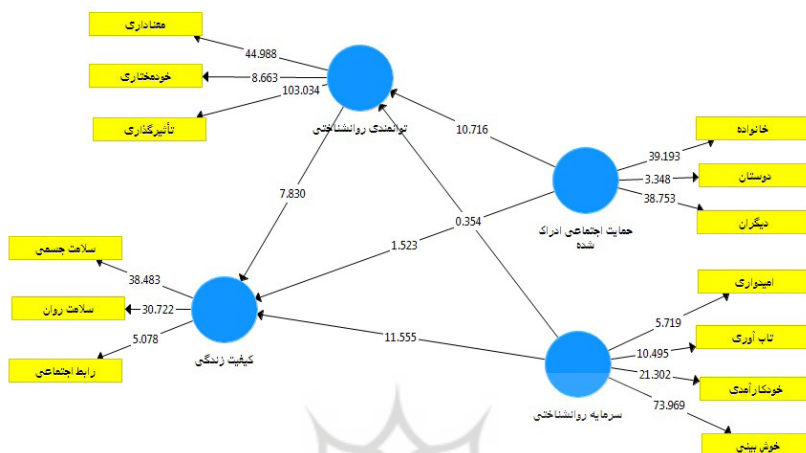 معناداری
44.988
خودمختاری
8.663
103.034
تأثیرگذاری
توانمندی روانشناختی
10.716
خانواده
39.193
دوستان
3.348
38.753
دیگران
حمایت اجتماعی ادراک
شده
7.830
0.354
1.523
سلامت جسمی
38.483
سلامت روان
30.722
5.078
رابط اجتماعی
کیفیت زندگی
11.555
امیدواری
5.719
تاب آوری
10.495
21.302
خودکارآمدی
73.969
خوش بینی
سرمایه روانشناختی